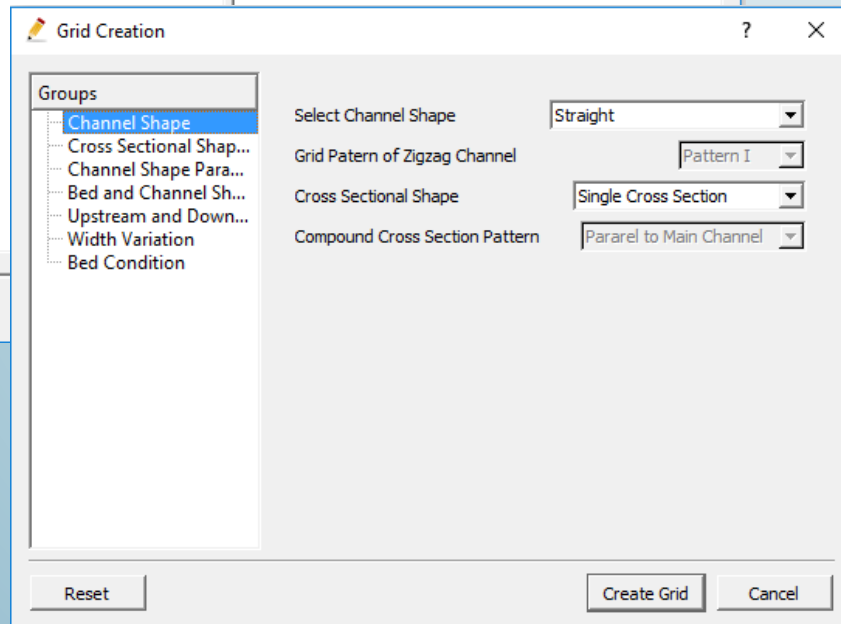 Grid Creation
?
Groups
Channel Shape
Cross Sectional Shap...
Channel Shape Para...
Bed and Channel Sh...
Upstream and Down...
Width Variation
Bed Condition
Select Channel Shape Straight
Grid Patern of Zigzag Channel Pattern I
Cross Sectional Shape Single Cross Section
Compound Cross Section Pattern Pararel to Main Channel
Reset Create Grid Cancel